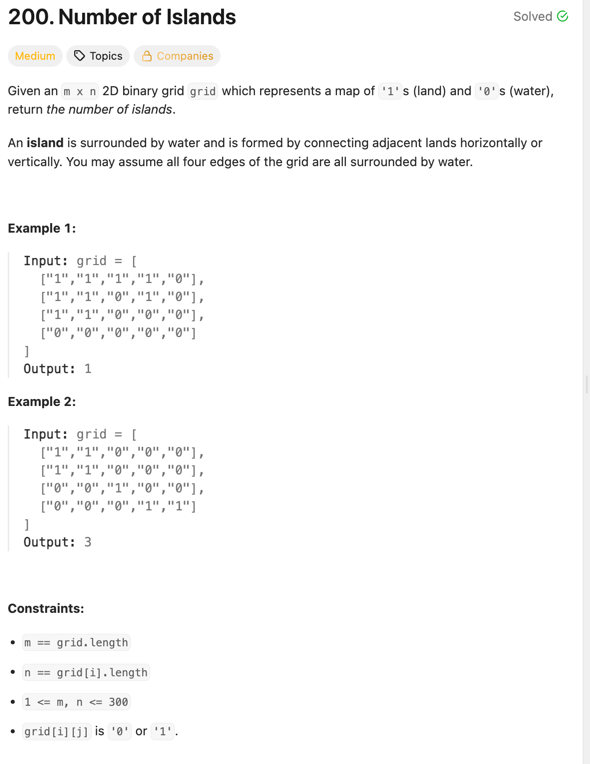 200. Number of Islands
Solved
Medium
Topics
Companies
Given an m x n 2D binary grid grid which represents a map of '1' s (land) and '0' s (water),
return the number of islands.
An island is surrounded by water and is formed by connecting adjacent lands horizontally or
vertically. You may assume all four edges of the grid are all surrounded by water.
Example 1:
Input: grid = [
["1","1","1","1","0"],
["1","1","0","1","0"],
["1","1","0","0","0"],
["0","0","0","0","0"]
]
Output: 1
Example 2:
Input: grid = [
["1","1","0","0","0"],
["1","1","0","0","0"],
["0","0","1","0","0"],
["0","0","0","1","1"]
]
Output: 3
Constraints:
• m == grid.length
• n == grid[i].length
• 1 <= m, n <= 300
• grid[i][j] is '0' or '1'.